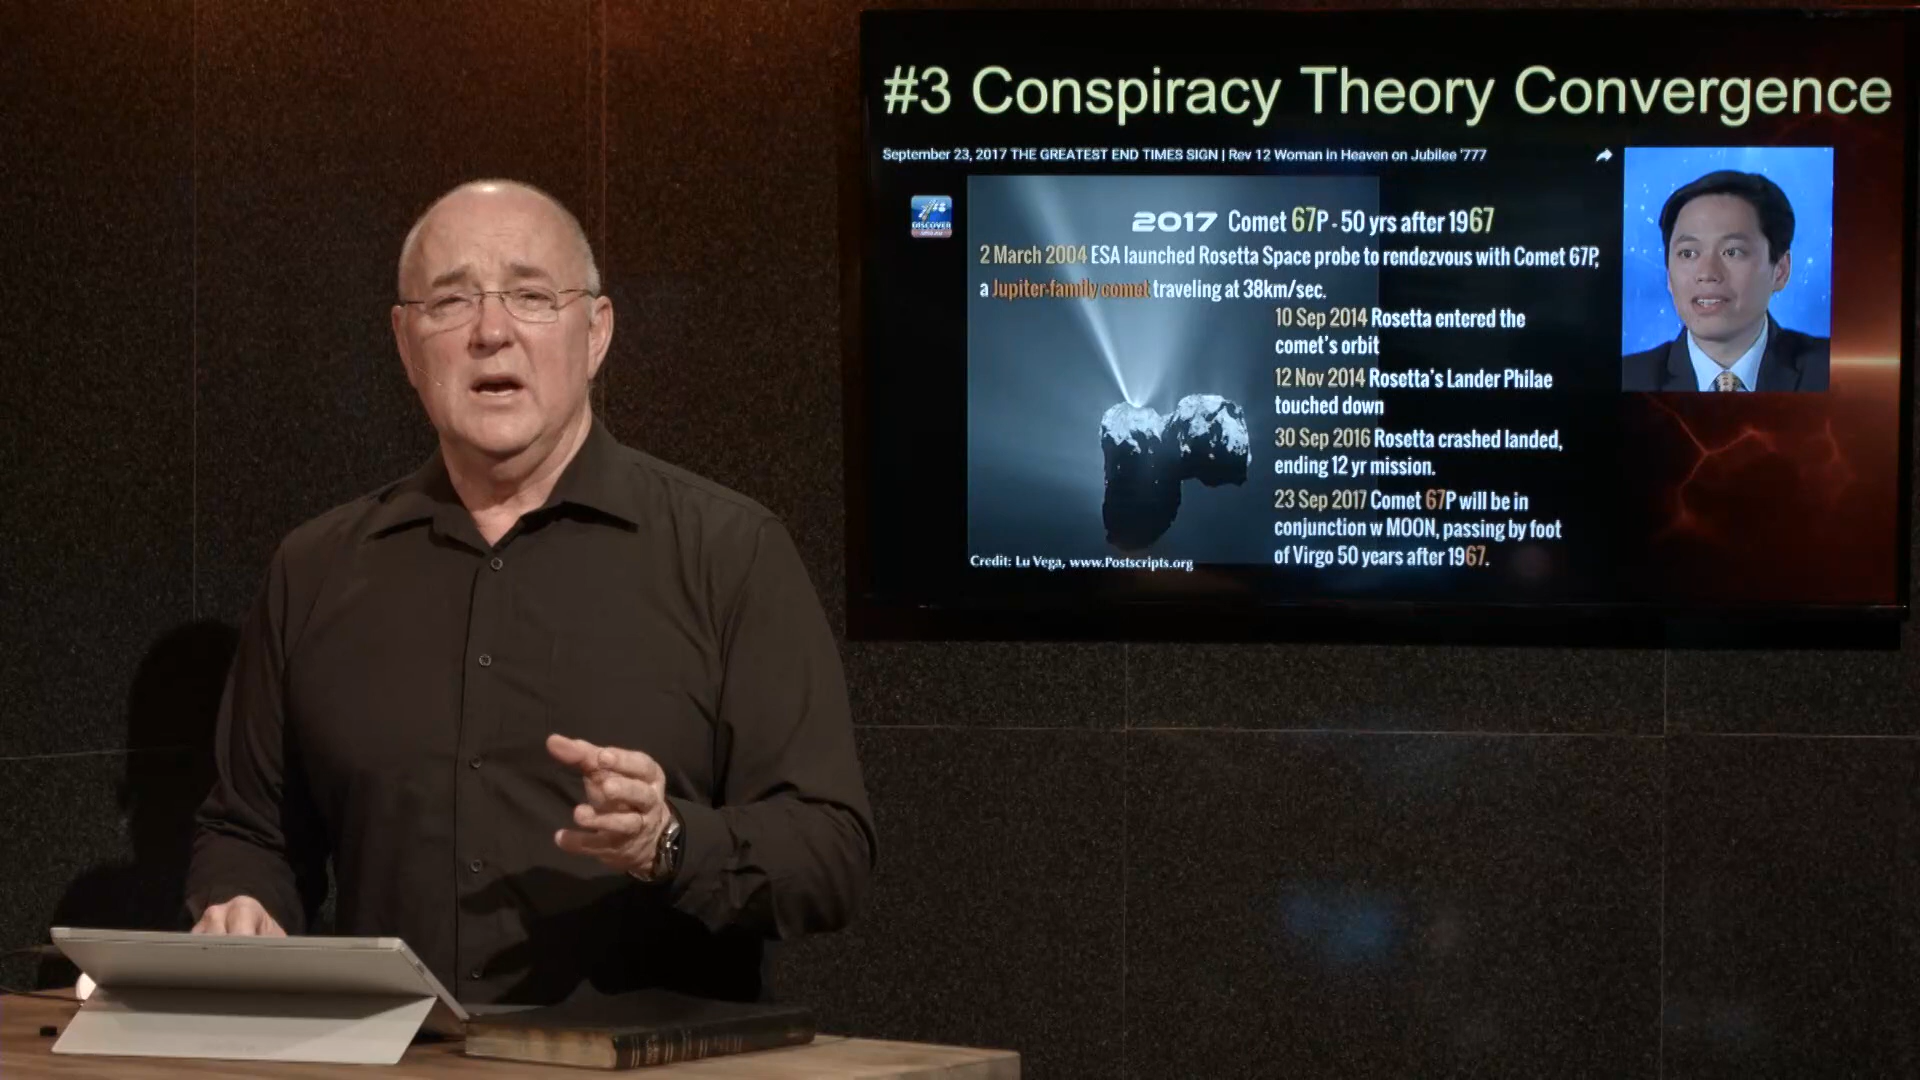 #3 Conspiracy Theory Convergence
September 23, 2017 THE GREATEST END TIMES SIGN | Rev 12 Woman in Heaven on Jubilee '777
DISCOVER
2017 Comet 67P - 50 yrs after 1967
2 March 2004 ESA launched Rosetta Space probe to rendezvous with Comet 67P,
a Jupiter-family comet traveling at 38km/sec.
10 Sep 2014 Rosetta entered the
comet's orbit
12 Nov 2014 Rosetta's Lander Philae
touched down
30 Sep 2016 Rosetta crashed landed,
ending 12 yr mission.
23 Sep 2017 Comet 67P will be in
conjunction w MOON, passing by foot
of Virgo 50 years after 1967.
Credit: Lu Vega, www.Postscripts.org